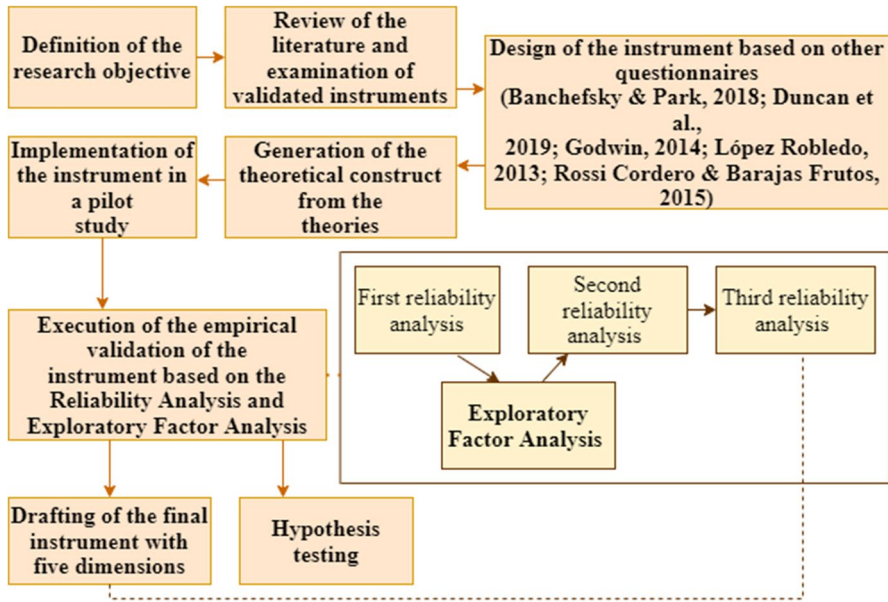 Definition of the
research objective
Review of the
literature and
examination of
validated instruments
Design of the instrument based on other
questionnaires
(Banchefsky & Park, 2018; Duncan et
al.,
2019; Godwin, 2014; López Robledo,
2013; Rossi Cordero & Barajas Frutos,
2015)
Generation of the
theoretical construct
from the
theories
Implementation of
the instrument in
a pilot
study
Execution of the empirical
validation of the
instrument based on the
Reliability Analysis and
Exploratory Factor Analysis
First reliability
analysis
Exploratory
Factor Analysis
Second
reliability
analysis
Third reliability
analysis
Drafting of the final
instrument with
five dimensions
Hypothesis
testing